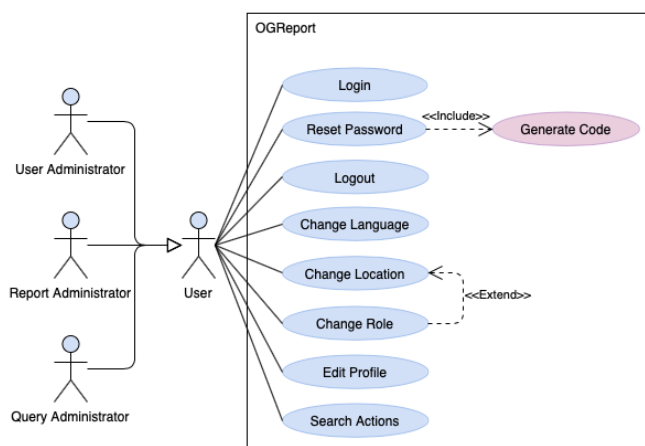 OGReport
Login
<<Include>>
Reset Password
Generate Code
User Administrator
Logout
Change Language
Change Location
Report Administrator
User
<<Extend>>
Change Role
Edit Profile
Query Administrator
Search Actions